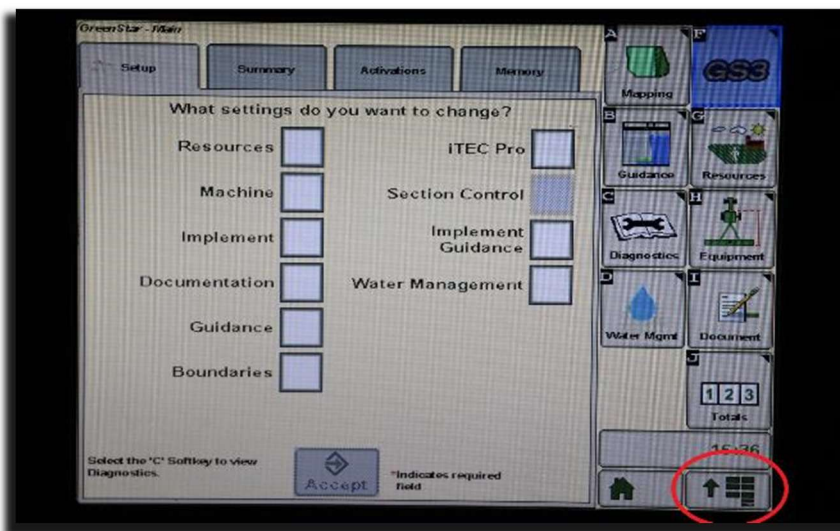 GreenStar - Main
Setup
Summary
Activations
Memory
What settings do you want to change?
Resources
Machine
Implement
Documentation
Guidance
Boundaries
iTEC Pro
Section Control
Implement
Guidance
Water Management
Select the 'C' Softkey to view
Diagnostics.
Accept
*Indicates required
field
A
Mapping
F
GS3
B
Guidance
G
Resources
C
Diagnostics
H
Equipment
D
Water Mgmt
I
Document
J
1 2 3
Totals
15:36